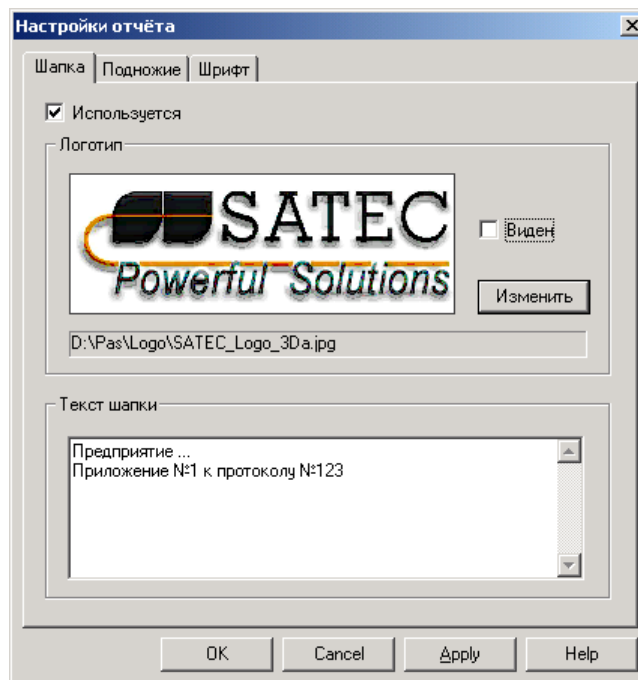 Настройки отчёта
Шапка Подножие Шрифт
Используется
Логотип
SATEC
Powerful Solutions
Виден
Изменить
D:\Pas\Logo\SATEC_Logo_3Da.jpg
Текст шапки
Предприятие ...
Приложение №1 к протоколу №123
OK Cancel Apply Help